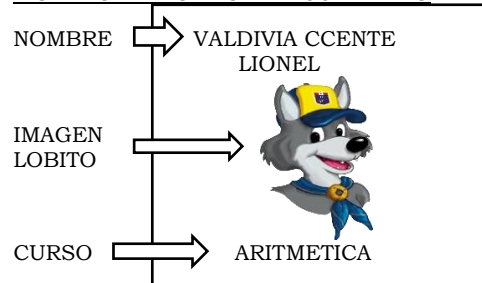 NOMBRE
VALDIVIA CCENTE
LIONEL
IMAGEN
LOBITO
CURSO
ARITMETICA